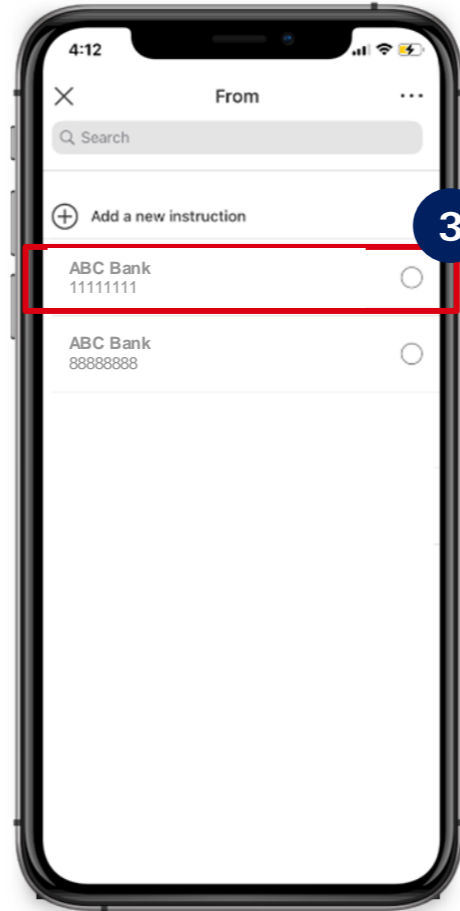 4:12
From
Search
Add a new instruction
3
ABC Bank
11111111
ABC Bank
88888888